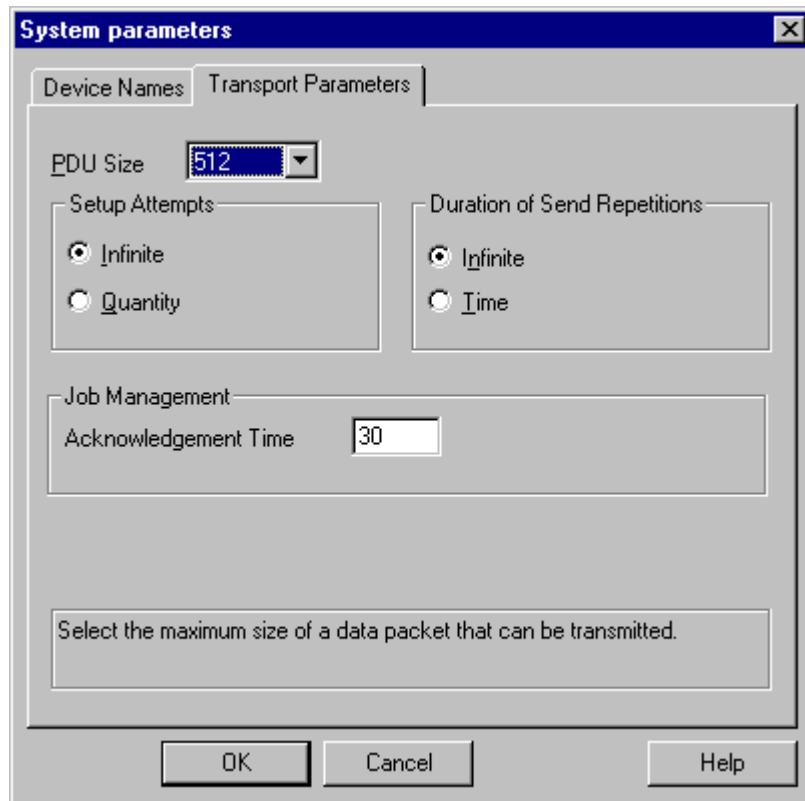 System parameters
Device Names
Transport Parameters
PDU Size
512
Setup Attempts
Infinite
Quantity
Duration of Send Repetitions
Infinite
Time
Job Management
Acknowledgement Time
30
Select the maximum size of a data packet that can be transmitted.
OK
Cancel
Help